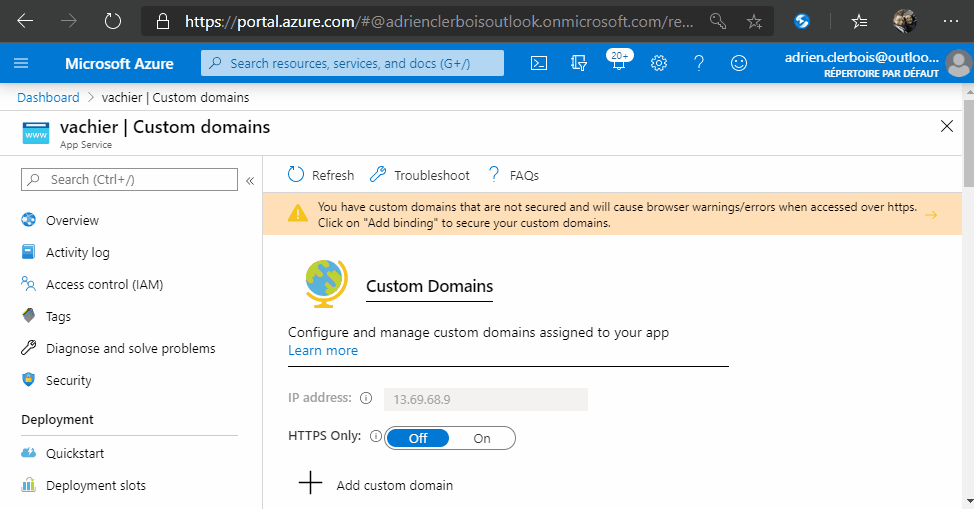 https://portal.azure.com/#@adrienclerboisoutlook.onmicrosoft.com/re...
Microsoft Azure
Search resources, services, and docs (G+/)
20+
adrien.clerbois@outloo...
RÉPERTOIRE PAR DÉFAUT
Dashboard > vachier | Custom domains
www
vachier | Custom domains
App Service
Search (Ctrl+/)
«
Refresh
Troubleshoot
? FAQs
You have custom domains that are not secured and will cause browser warnings/errors when accessed over https.
Click on "Add binding" to secure your custom domains.
Overview
Activity log
Access control (IAM)
Tags
Diagnose and solve problems
Security
Deployment
Quickstart
Deployment slots
Custom Domains
Configure and manage custom domains assigned to your app
Learn more
IP address:
13.69.68.9
HTTPS Only:
Off
On
Add custom domain